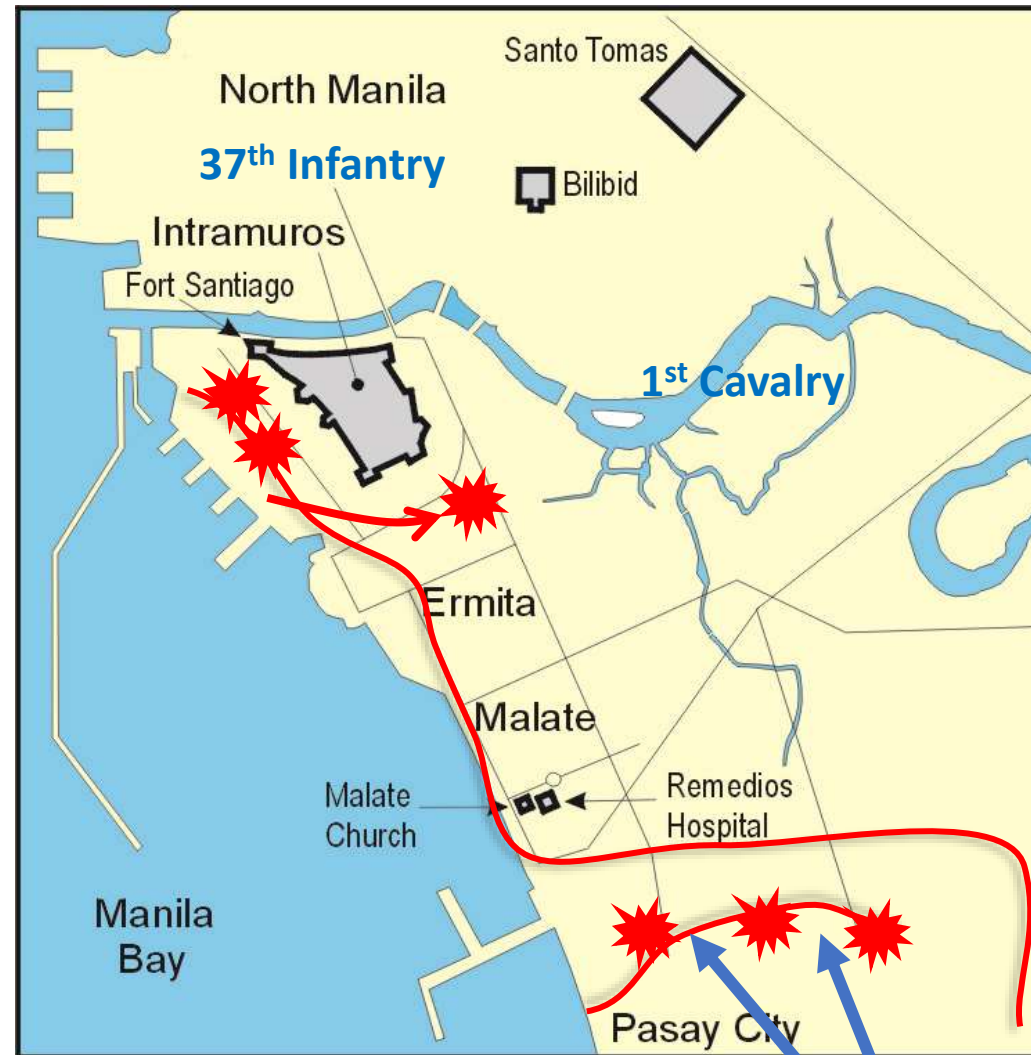 Santo Tomas
North Manila
37th Infantry
Bilibid
Intramuros
Fort Santiago
1st Cavalry
Ermita
Malate
Malate
Church
Remedios
Hospital
Manila
Bay
Pasay City